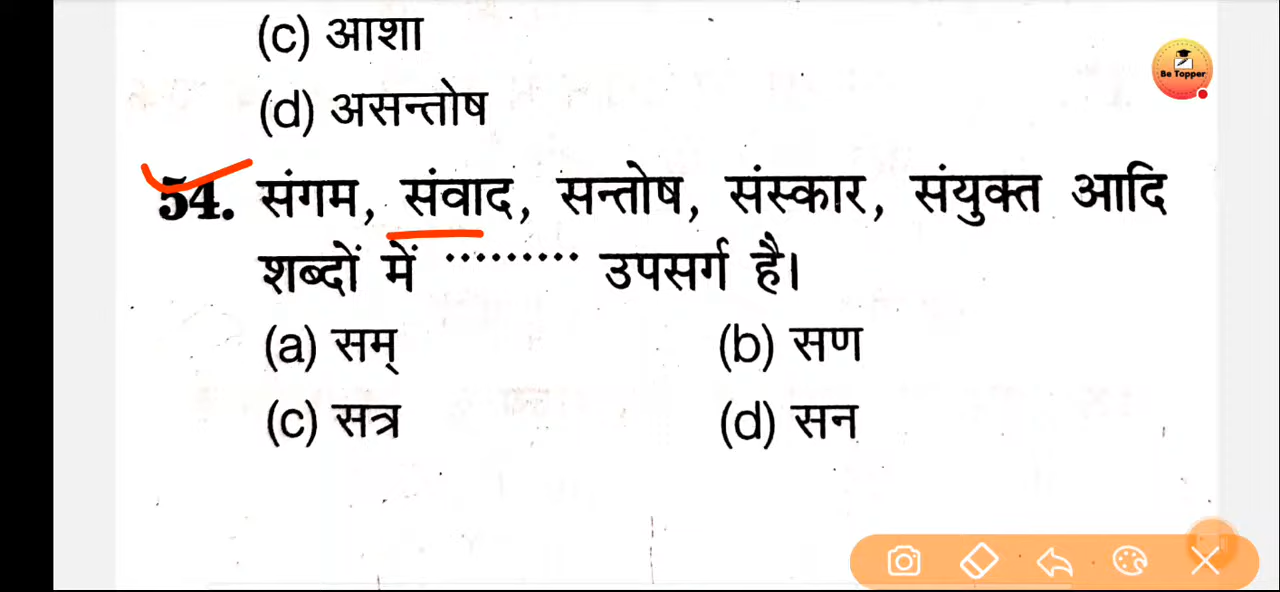 (c) आशा
Be Topper
(d) असन्तोष
54. संगम, संवाद, सन्तोष, संस्कार, संयुक्त आदि
शब्दों में ········· उपसर्ग है।
(a) सम् (b) सण
(c) सत्र (d) सन